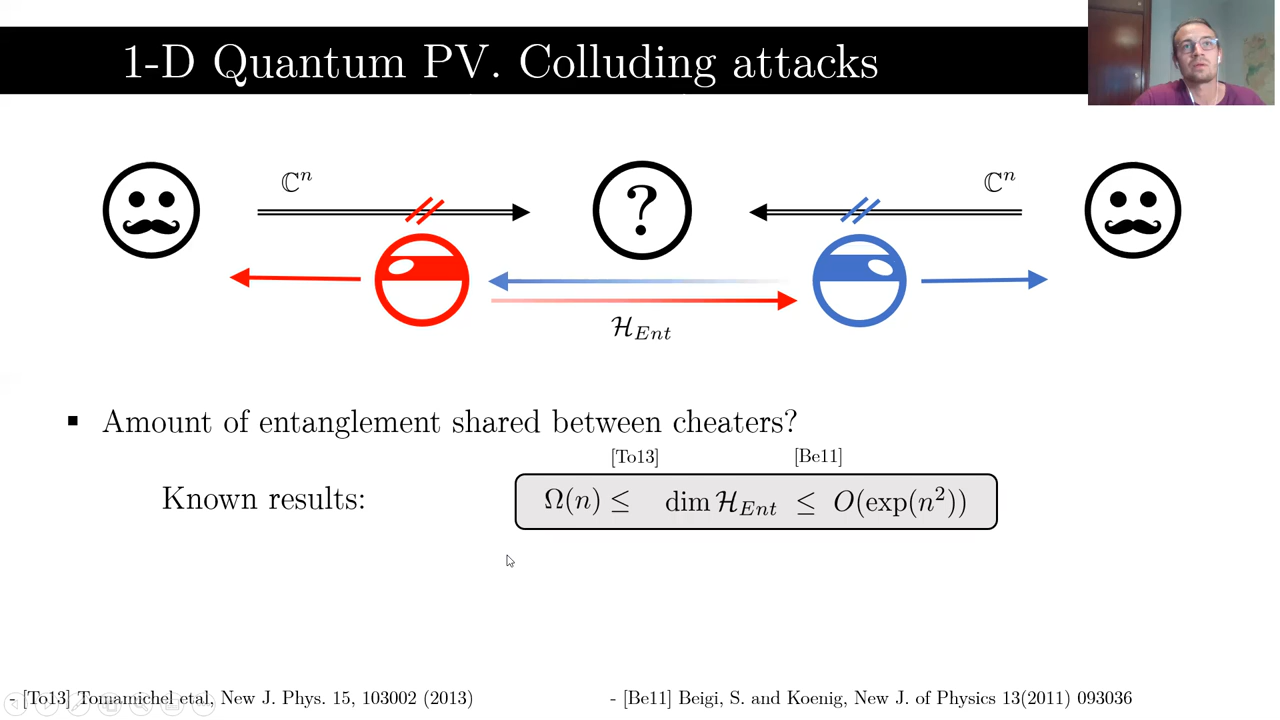 1-D Quantum PV. Colluding attacks
ℂⁿ
ℂⁿ
?
ℋ_Ent
▪ Amount of entanglement shared between cheaters?
[To13] [Be11]
Known results: Ω(n) ≤ dim ℋ_Ent ≤ O(exp(n²))
- [To13] Tomamichel etal, New J. Phys. 15, 103002 (2013)
- [Be11] Beigi, S. and Koenig, New J. of Physics 13(2011) 093036